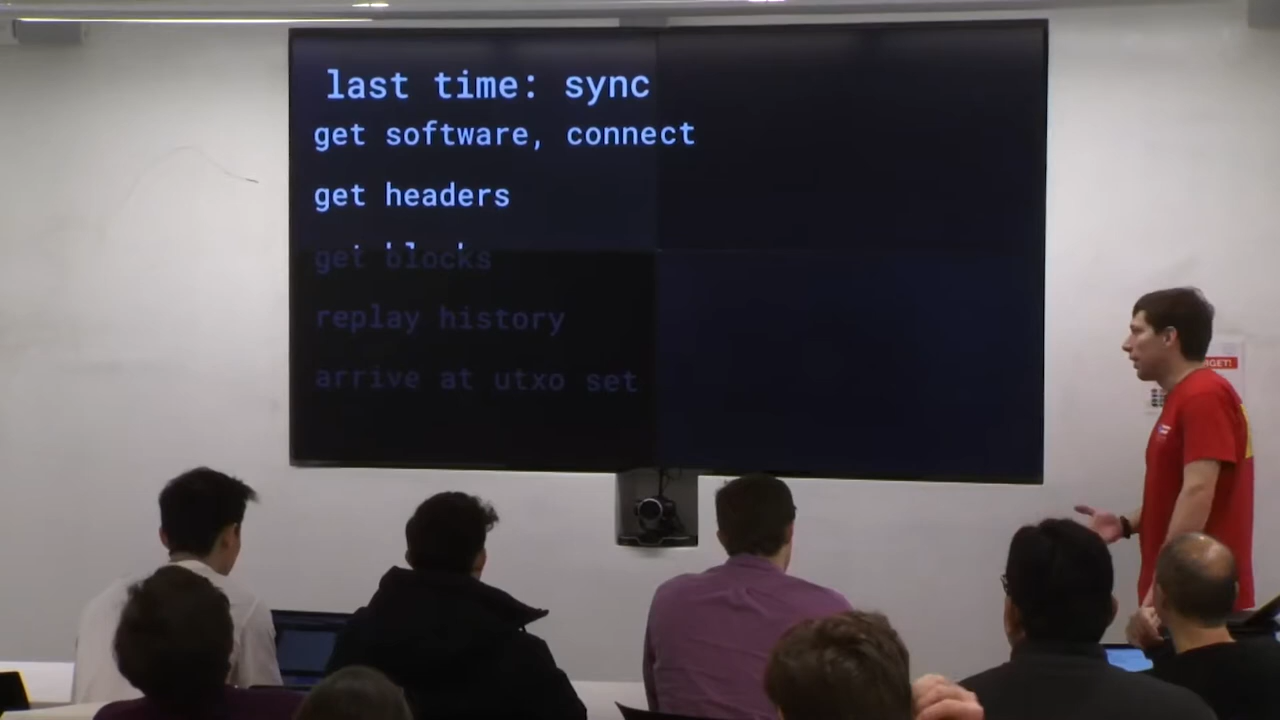 last time: sync
get software, connect
get headers
get blocks
replay history
arrive at utxo set